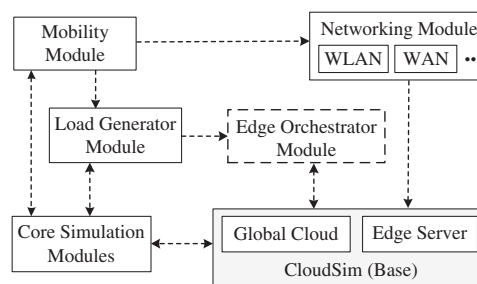 Mobility
Module
Networking Module
WLAN
WAN
••
Load Generator
Module
Edge Orchestrator
Module
Core Simulation
Modules
Global Cloud
Edge Server
CloudSim (Base)